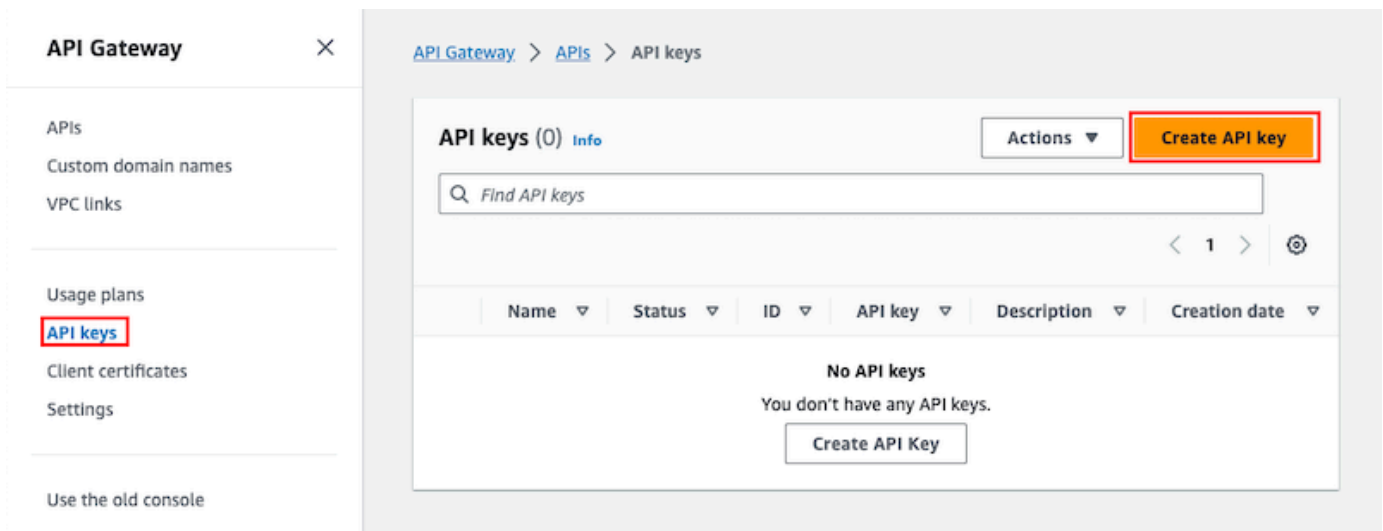 API Gateway
APIs
Custom domain names
VPC links
Usage plans
API keys
Client certificates
Settings
Use the old console
API Gateway > APIs > API keys
API keys (0) Info
Actions
Create API key
Find API keys
< 1 >
Name Status ID API key Description Creation date
No API keys
You don't have any API keys.
Create API Key